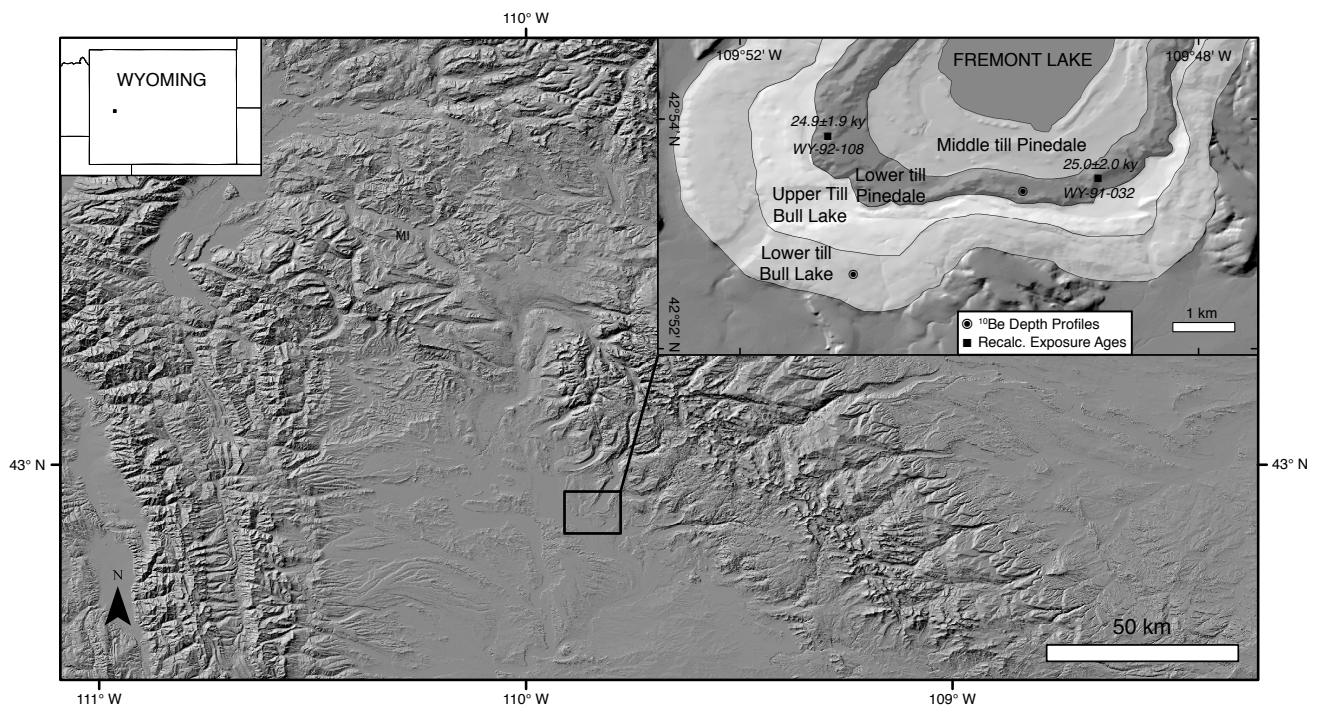 110° W
WYOMING
109°52' W
FREMONT LAKE
109°48' W
42°54' N
24.9±1.9 ky
WY-92-108
Middle till Pinedale
25.0±2.0 ky
WY-91-032
Lower till
Pinedale
Upper Till
Bull Lake
Lower till
Bull Lake
42°52' N
1 km
¹⁰Be Depth Profiles
Recalc. Exposure Ages
MI
43° N
43° N
N
50 km
111° W
110° W
109° W